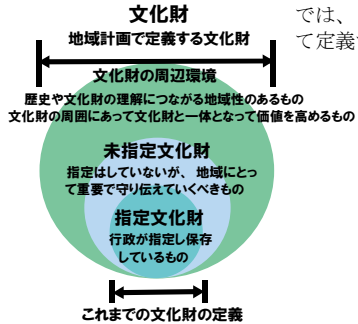 文化財
地域計画で定義する文化財
文化財の周辺環境
歴史や文化財の理解につながる地域性のあるもの
文化財の周囲にあって文化財と一体となって価値を高めるもの
未指定文化財
指定はしていないが、地域にとっ
て重要で守り伝えていくべきもの
指定文化財
行政が指定し保存
しているもの
これまでの文化財の定義
では、
て定義